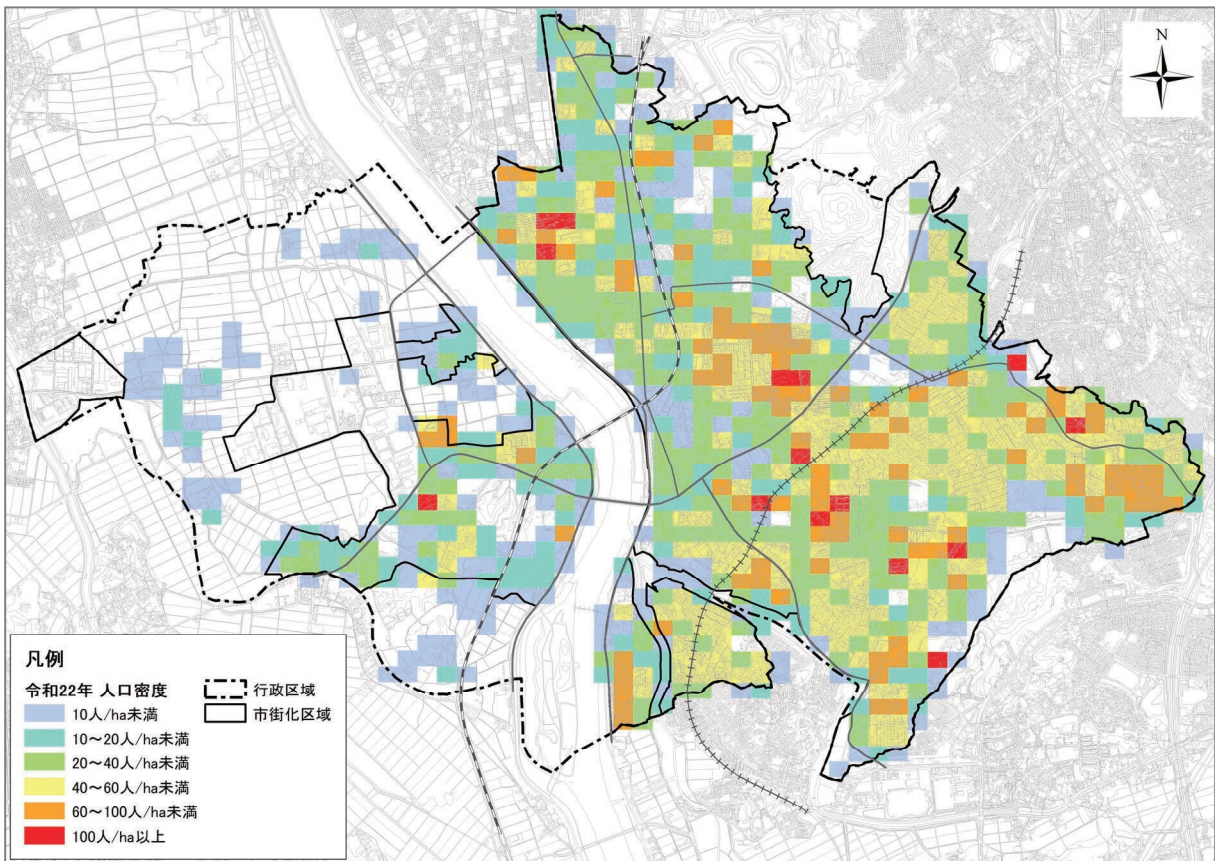 N
凡例
令和22年 人口密度
10人/ha未満
10～20人/ha未満
20～40人/ha未満
40～60人/ha未満
60～100人/ha未満
100人/ha以上
行政区域
市街化区域